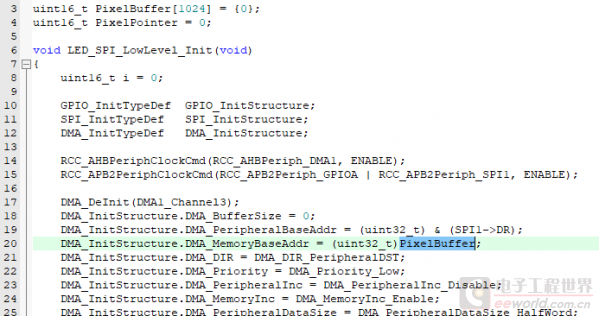 3 uint16_t PixelBuffer[1024] = {0};
4 uint16_t PixelPointer = 0;
5
6 void LED_SPI_LowLevel_Init(void)
7 {
8 uint16_t i = 0;
9
10 GPIO_InitTypeDef GPIO_InitStructure;
11 SPI_InitTypeDef SPI_InitStructure;
12 DMA_InitTypeDef DMA_InitStructure;
13
14 RCC_AHBPeriphClockCmd(RCC_AHBPeriph_DMA1, ENABLE);
15 RCC_APB2PeriphClockCmd(RCC_APB2Periph_GPIOA | RCC_APB2Periph_SPI1, ENABLE);
16
17 DMA_DeInit(DMA1_Channel3);
18 DMA_InitStructure.DMA_BufferSize = 0;
19 DMA_InitStructure.DMA_PeripheralBaseAddr = (uint32_t) & (SPI1->DR);
20 DMA_InitStructure.DMA_MemoryBaseAddr = (uint32_t)PixelBuffer;
21 DMA_InitStructure.DMA_DIR = DMA_DIR_PeripheralDST;
22 DMA_InitStructure.DMA_Priority = DMA_Priority_Low;
23 DMA_InitStructure.DMA_PeripheralInc = DMA_PeripheralInc_Disable;
24 DMA_InitStructure.DMA_MemoryInc = DMA_MemoryInc_Enable;
25 DMA_InitStructure.DMA_PeripheralDataSize = DMA_PeripheralDataSize_HalfWord;
电子工程世界
eeworld.com.cn